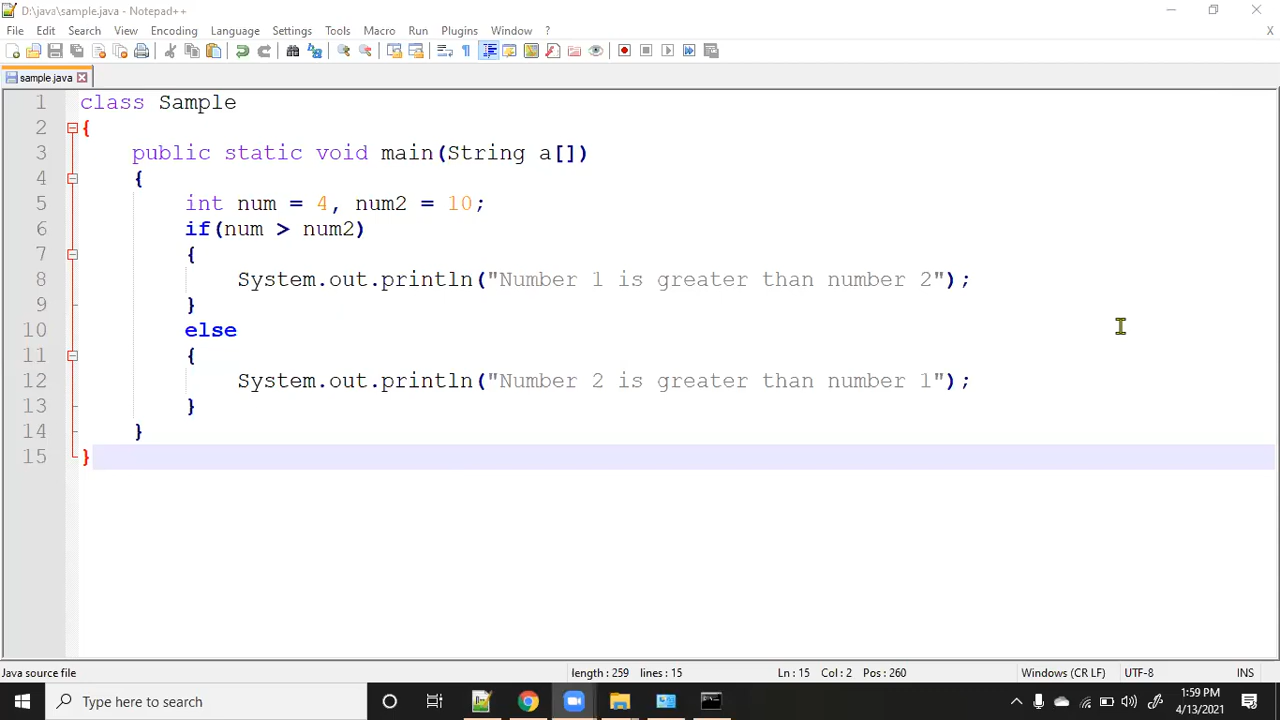 D:\java\sample.java - Notepad++
File Edit Search View Encoding Language Settings Tools Macro Run Plugins Window ? X
sample.java
1 class Sample
2 {
3 public static void main(String a[])
4 {
5 int num = 4, num2 = 10;
6 if(num > num2)
7 {
8 System.out.println("Number 1 is greater than number 2");
9 }
10 else
11 {
12 System.out.println("Number 2 is greater than number 1");
13 }
14 }
15 }
Java source file length : 259 lines : 15 Ln : 15 Col : 2 Pos : 260 Windows (CR LF) UTF-8 INS
Type here to search 1:59 PM
4/13/2021